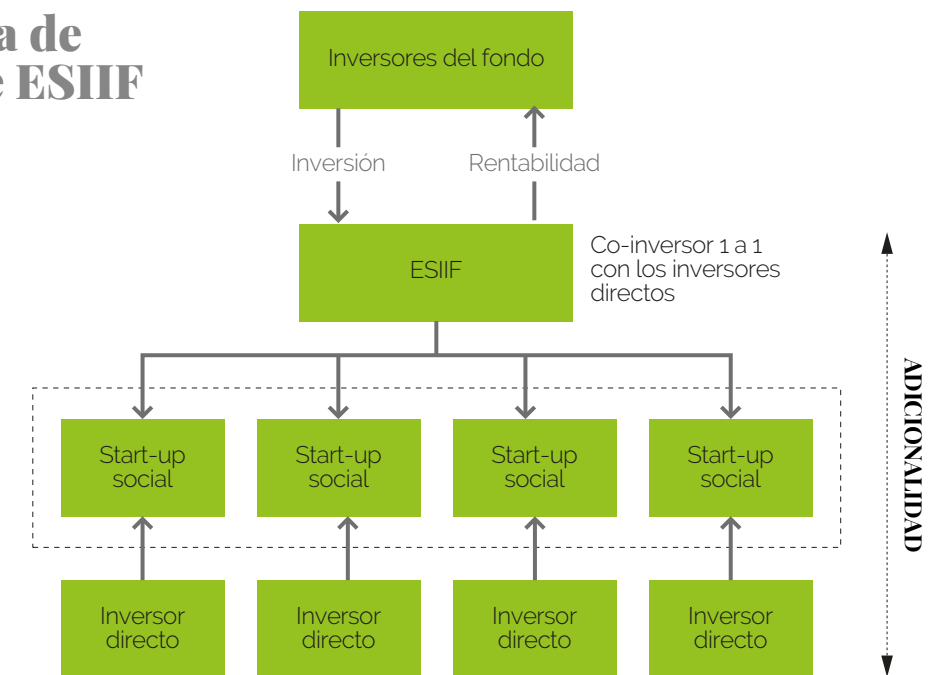 a de
ESIIF
Inversores del fondo
Inversión
Rentabilidad
ESIIF
Co-inversor 1 a 1
con los inversores
directos
ADICIONALIDAD
Start-up
social
Start-up
social
Start-up
social
Start-up
social
Inversor
directo
Inversor
directo
Inversor
directo
Inversor
directo